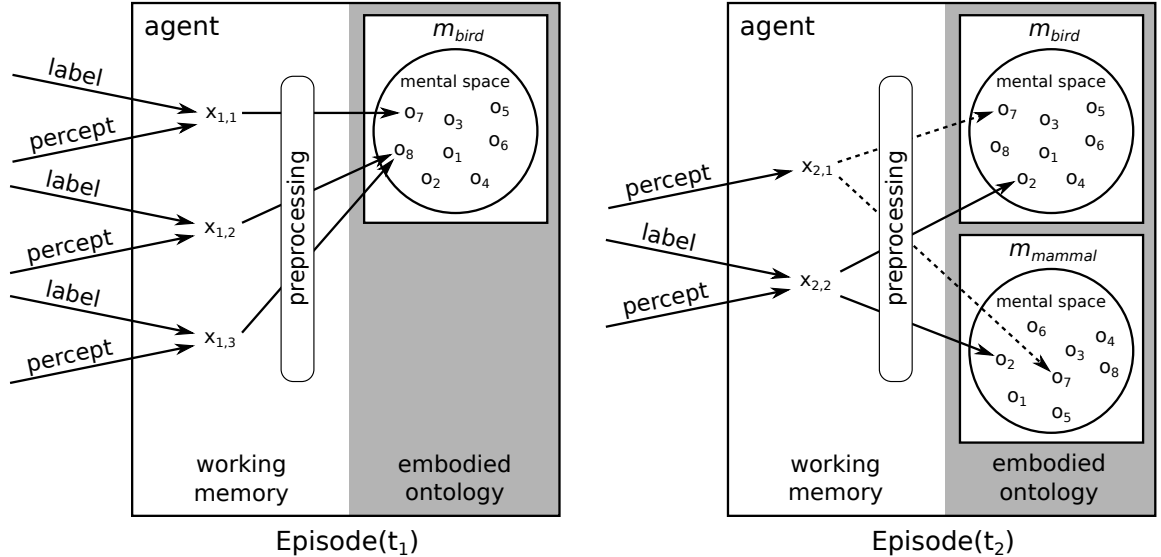 agent
m_bird
mental space
label
percept
x_1,1
o_7
o_3
o_5
o_6
o_8
o_1
o_2
o_4
label
percept
x_1,2
label
percept
x_1,3
preprocessing
working
memory
embodied
ontology
Episode(t_1)
agent
m_bird
mental space
o_7
o_3
o_5
o_6
o_8
o_1
o_2
o_4
percept
x_2,1
label
percept
x_2,2
preprocessing
m_mammal
mental space
o_6
o_4
o_3
o_2
o_8
o_7
o_1
o_5
working
memory
embodied
ontology
Episode(t_2)